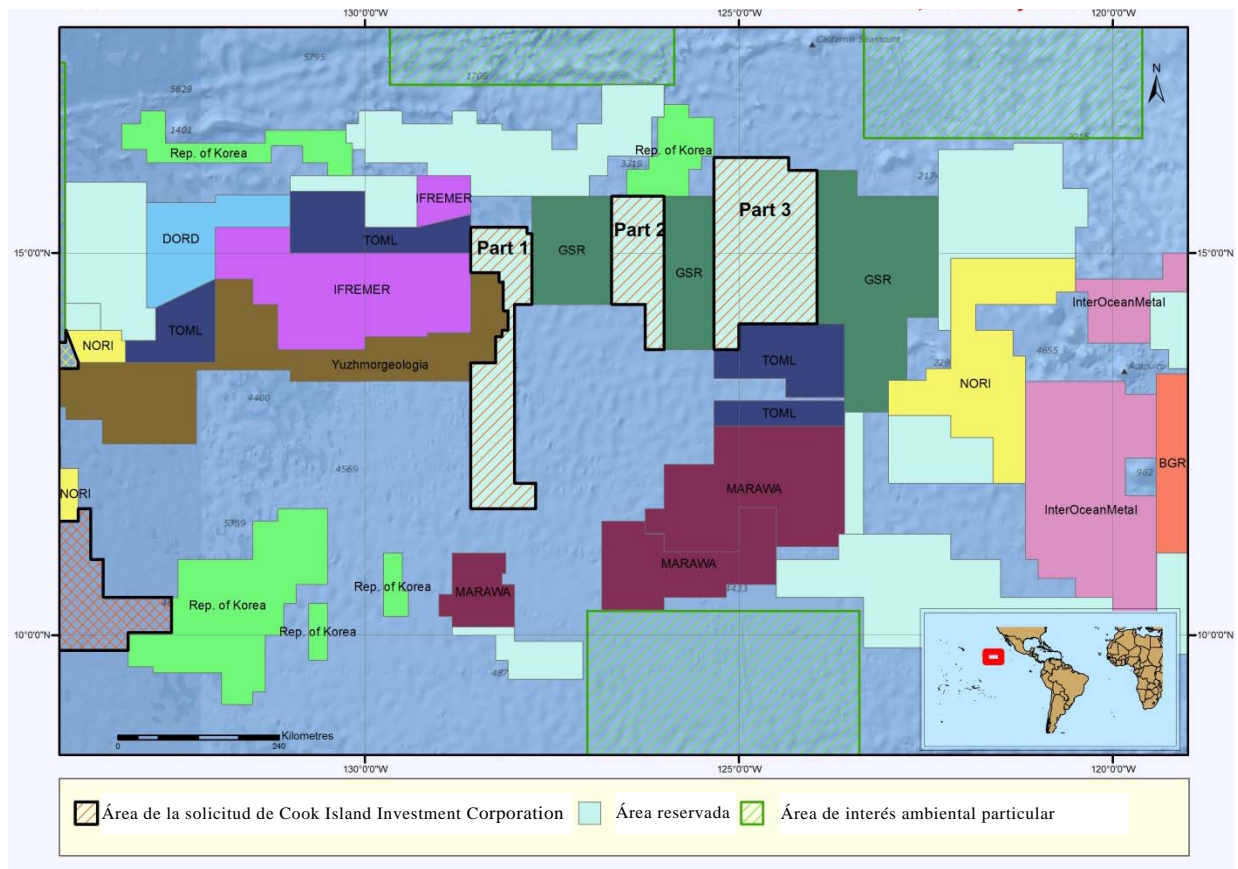 130°0'0"W
125°0'0"W
120°0'0"W
California Seamount
5795
1706
N
5629
1401
Rep. of Korea
Rep. of Korea
3319
2015
IFREMER
Part 1
Part 2
Part 3
DORD
TOML
GSR
GSR
GSR
15°0'0"N
15°0'0"N
IFREMER
InterOceanMetal
TOML
NORI
Yuzhmorgeologia
TOML
4655
Acapulco
NORI
4400
TOML
4569
NORI
MARAWA
962
BGR
InterOceanMetal
5359
MARAWA
Rep. of Korea
MARAWA
4433
Rep. of Korea
Rep. of Korea
10°0'0"N
10°0'0"N
487
Kilometres
0
240
130°0'0"W
125°0'0"W
120°0'0"W
Área de la solicitud de Cook Island Investment Corporation
Área reservada
Área de interés ambiental particular